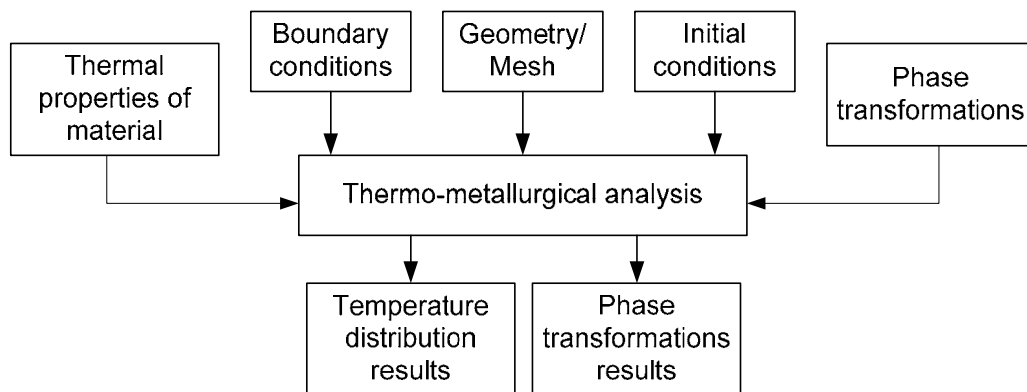 Thermal
properties of
material
Boundary
conditions
Geometry/
Mesh
Initial
conditions
Phase
transformations
Thermo-metallurgical analysis
Temperature
distribution
results
Phase
transformations
results